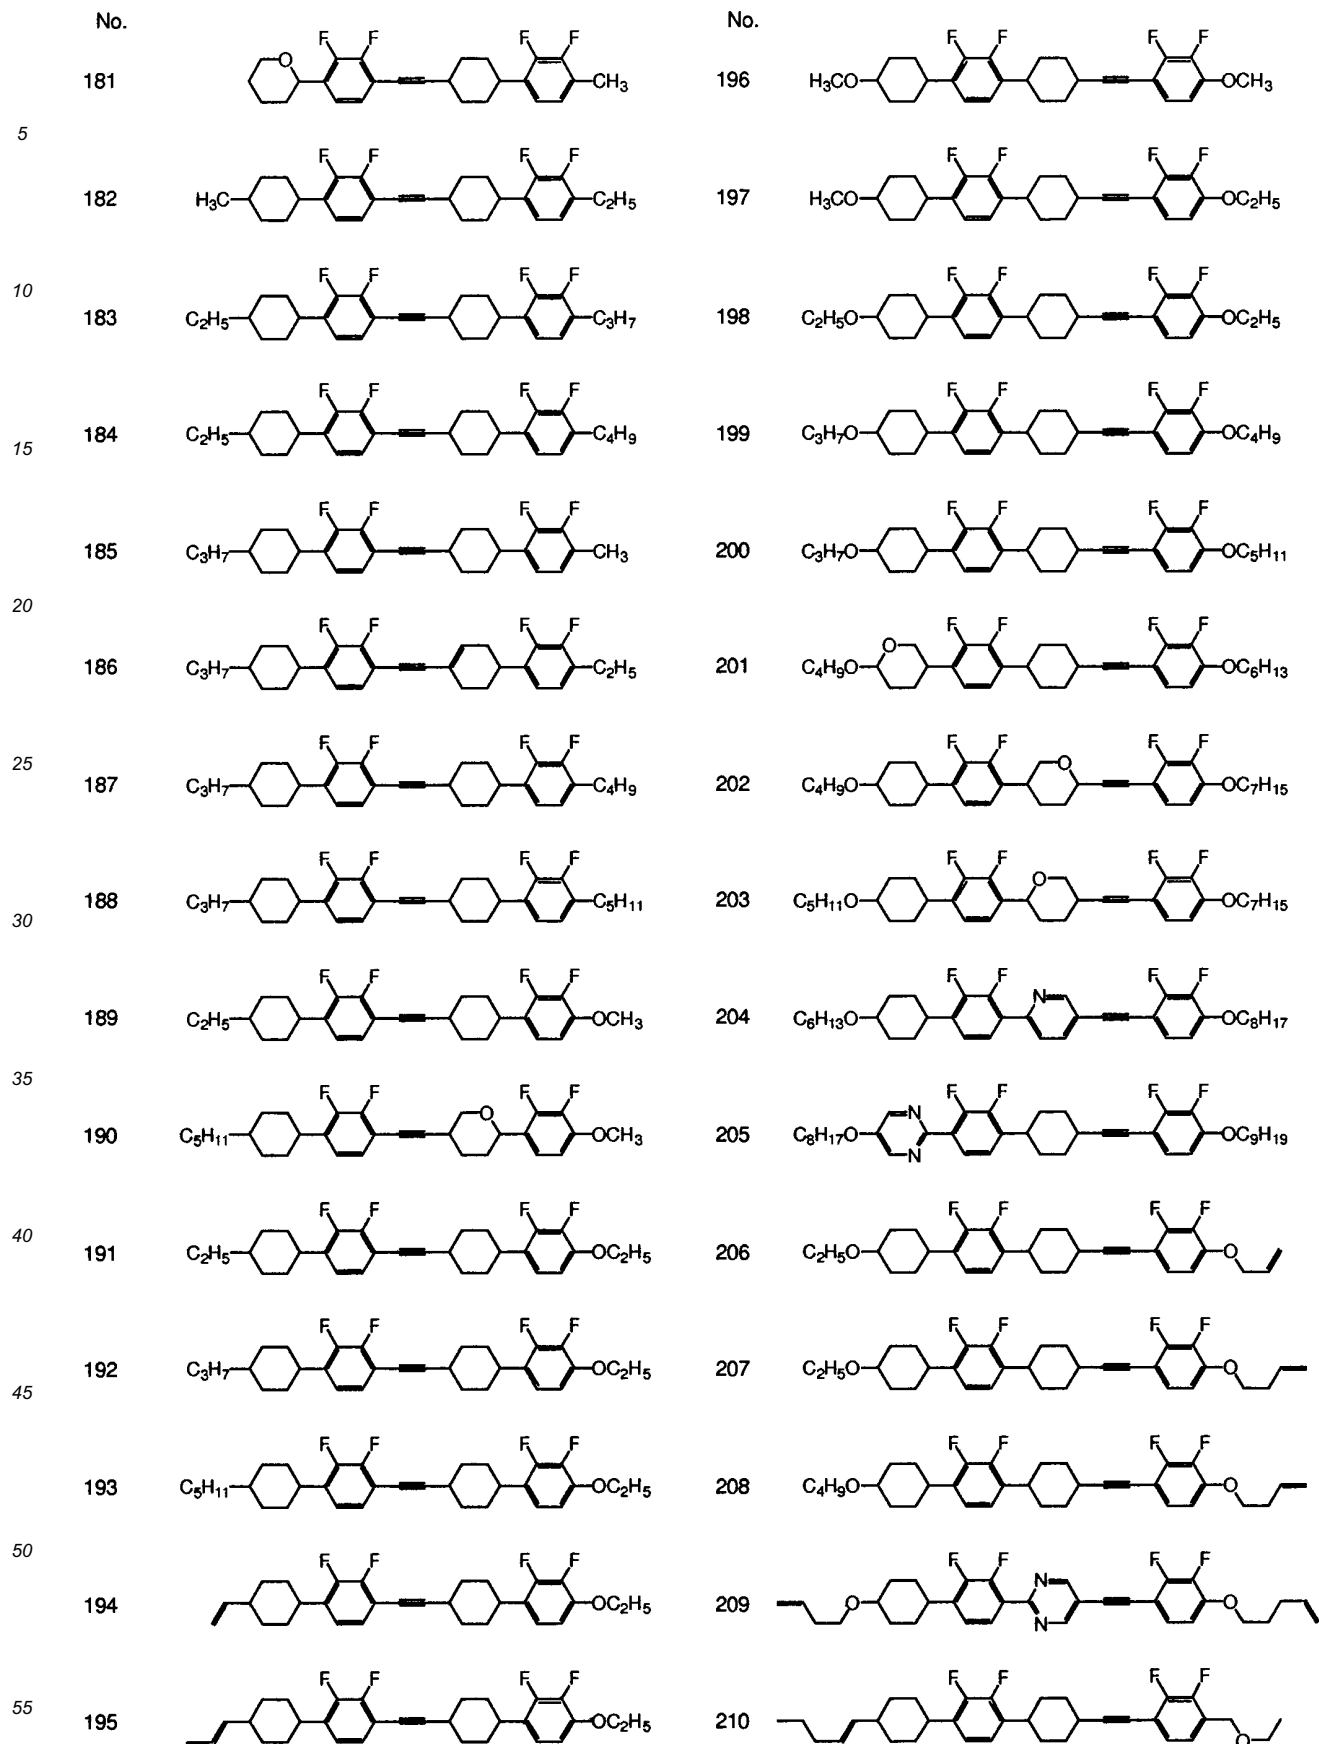 No.
No.
F F
F F
F F
F F
181
O
CH3
196
H3CO
OCH3
5
F F
F F
F F
F F
182
H3C
C2H5
197
H3CO
OC2H5
F F
F F
F F
F F
10
183
C2H5
C3H7
198
C2H5O
OC2H5
F F
F F
F F
F F
184
C2H5
C4H9
199
C3H7O
OC4H9
15
F F
F F
F F
F F
185
C3H7
CH3
200
C3H7O
OC5H11
20
F F
F F
F F
F F
186
C3H7
C2H5
201
O
C4H9O
OC6H13
F F
F F
F F
F F
25
187
C3H7
C4H9
202
C4H9O
O
OC7H15
F F
F F
F F
F F
188
C3H7
C5H11
203
C5H11O
O
OC7H15
30
F F
F F
F F
F F
189
C2H5
OCH3
204
C6H13O
N
OC8H17
35
F F
F F
F F
F F
190
C5H11
O
OCH3
205
C8H17O
N
N
OC9H19
F F
F F
F F
F F
40
191
C2H5
OC2H5
206
C2H5O
O
F F
F F
F F
F F
192
C3H7
OC2H5
207
C2H5O
O
45
F F
F F
F F
F F
193
C5H11
OC2H5
208
C4H9O
O
50
F F
F F
F F
F F
194
OC2H5
209
O
N
N
O
F F
F F
F F
F F
55
195
OC2H5
210
O